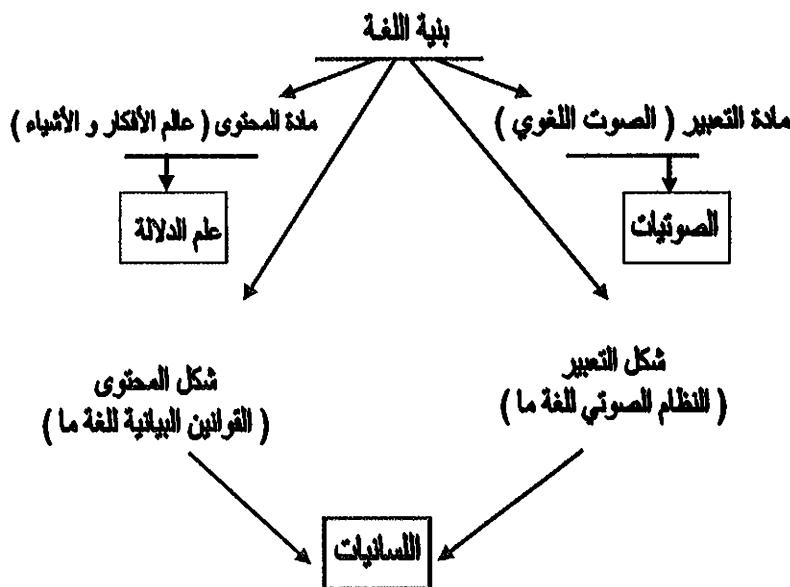 بنية اللغة
مادة التعبير ( الصوت اللغوي )
مادة المحتوى ( عالم الأفكار و الأشياء )
الصوتيات
علم الدلالة
شكل التعبير
( النظام الصوتي للغة ما )
شكل المحتوى
( القوانين البيانية للغة ما )
اللسانيات